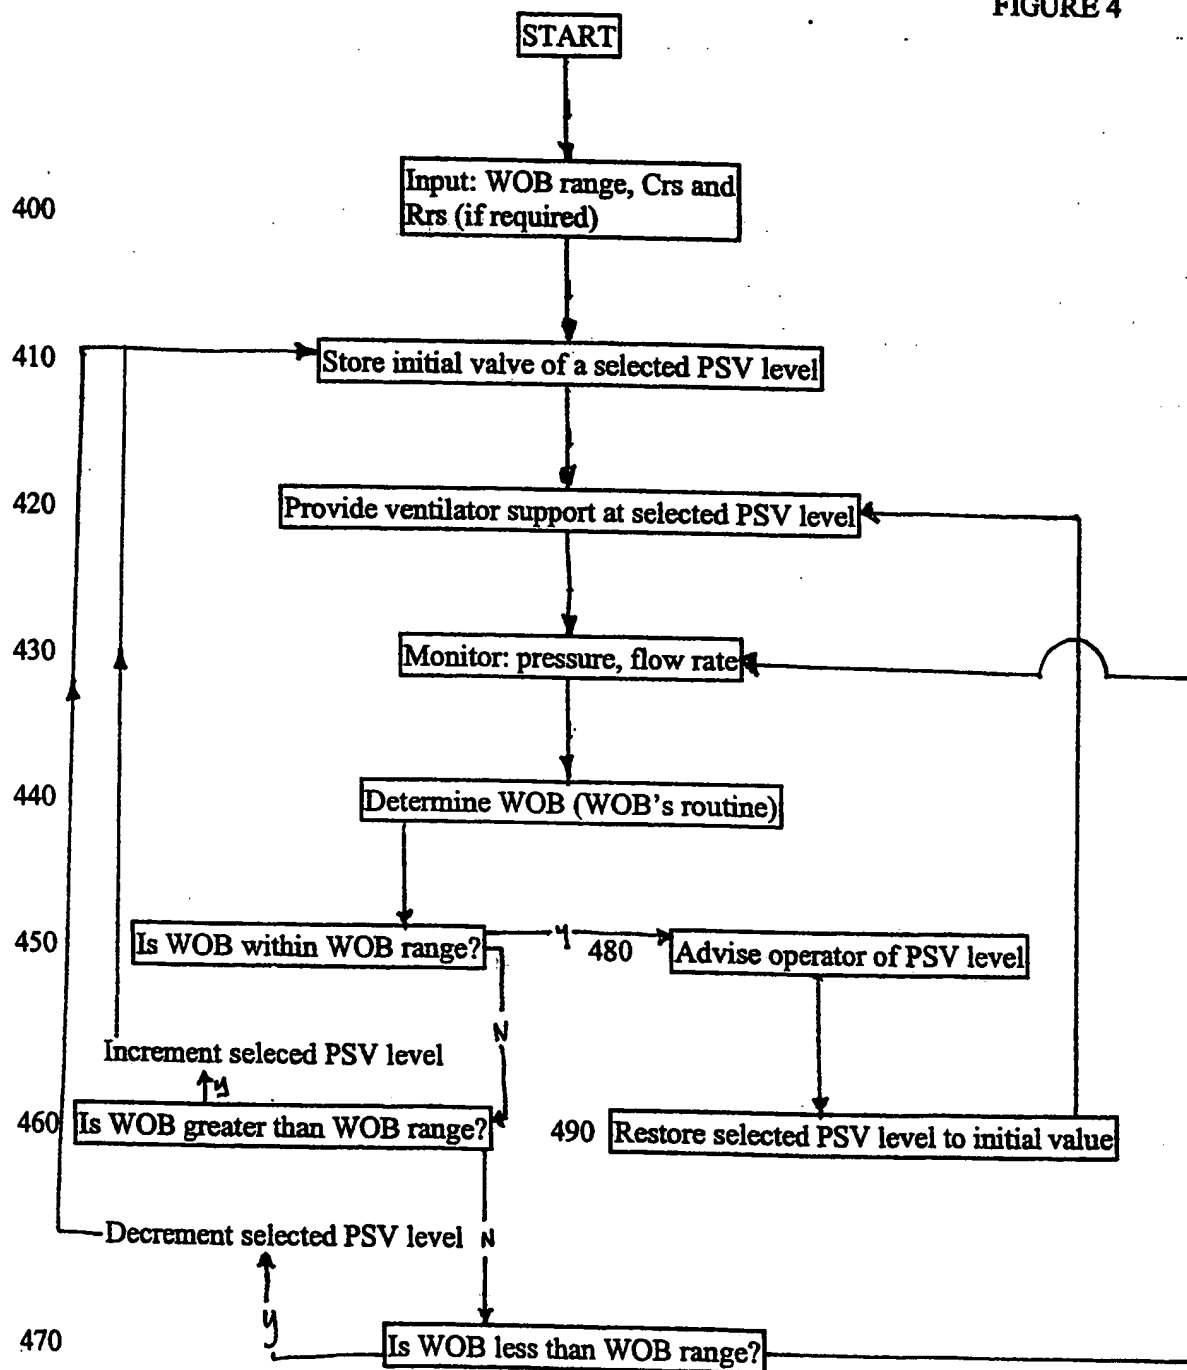 FIGURE 4
START
400
Input: WOB range, Crs and
Rrs (if required)
410
Store initial valve of a selected PSV level
420
Provide ventilator support at selected PSV level
430
Monitor: pressure, flow rate
440
Determine WOB (WOB's routine)
450
Is WOB within WOB range?
y
480
Advise operator of PSV level
N
Increment seleced PSV level
y
460
Is WOB greater than WOB range?
490
Restore selected PSV level to initial value
Decrement selected PSV level
N
y
470
Is WOB less than WOB range?